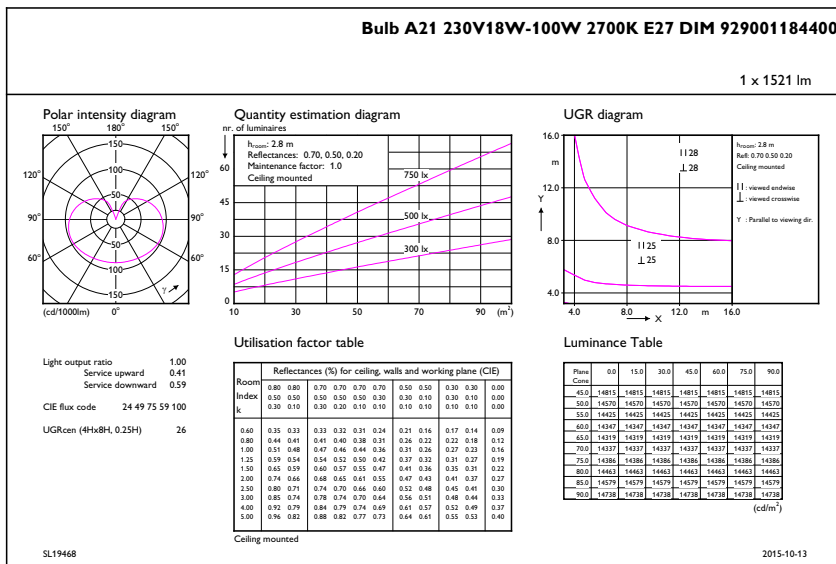 Bulb A21 230V18W-100W 2700K E27 DIM 929001184400
1 x 1521 lm
Polar intensity diagram
150° 180° 150°
120° 120°
90° 90°
60° 60°
150
100
50
50
100
150
γ
(cd/1000lm) 0°
Quantity estimation diagram
nr. of luminaires
hroom: 2.8 m
Reflectances: 0.70, 0.50, 0.20
Maintenance factor: 1.0
Ceiling mounted
60
45
30
15
0
750 lx
500 lx
300 lx
10 30 50 70 90 (m²)
UGR diagram
16.0
m
12.0
Y
8.0
4.0
II 28
⊥ 28
II 25
⊥ 25
4.0 8.0 12.0 m 16.0
X
hroom: 2.8 m
Refl: 0.70 0.50 0.20
Ceiling mounted
II : viewed endwise
⊥ : viewed crosswise
Y : Parallel to viewing dir.
Light output ratio 1.00
Service upward 0.41
Service downward 0.59
CIE flux code 24 49 75 59 100
UGRcen (4Hx8H, 0.25H) 26
Utilisation factor table
Reflectances (%) for ceiling, walls and working plane (CIE)
Room Index k
0.80 0.80 0.70 0.70 0.70 0.70 0.50 0.50 0.30 0.30 0.00
0.50 0.50 0.50 0.50 0.50 0.30 0.30 0.10 0.30 0.10 0.00
0.30 0.10 0.30 0.20 0.10 0.10 0.10 0.10 0.10 0.10 0.00
0.60 0.35 0.33 0.33 0.32 0.31 0.24 0.21 0.16 0.17 0.14 0.09
0.80 0.44 0.41 0.41 0.40 0.38 0.31 0.26 0.22 0.22 0.18 0.12
1.00 0.51 0.48 0.47 0.46 0.44 0.36 0.31 0.26 0.27 0.23 0.16
1.25 0.59 0.54 0.54 0.52 0.50 0.42 0.37 0.32 0.31 0.27 0.19
1.50 0.65 0.59 0.60 0.57 0.55 0.47 0.41 0.36 0.35 0.31 0.22
2.00 0.74 0.66 0.68 0.65 0.61 0.55 0.47 0.43 0.41 0.37 0.27
2.50 0.80 0.71 0.74 0.70 0.66 0.60 0.52 0.48 0.45 0.41 0.30
3.00 0.85 0.74 0.78 0.74 0.70 0.64 0.56 0.51 0.48 0.44 0.33
4.00 0.92 0.79 0.84 0.79 0.74 0.69 0.61 0.57 0.52 0.49 0.37
5.00 0.96 0.82 0.88 0.82 0.77 0.73 0.64 0.61 0.55 0.53 0.40
Ceiling mounted
Luminance Table
Plane 0.0 15.0 30.0 45.0 60.0 75.0 90.0
Cone
45.0 14815 14815 14815 14815 14815 14815 14815
50.0 14570 14570 14570 14570 14570 14570 14570
55.0 14425 14425 14425 14425 14425 14425 14425
60.0 14347 14347 14347 14347 14347 14347 14347
65.0 14319 14319 14319 14319 14319 14319 14319
70.0 14337 14337 14337 14337 14337 14337 14337
75.0 14386 14386 14386 14386 14386 14386 14386
80.0 14463 14463 14463 14463 14463 14463 14463
85.0 14579 14579 14579 14579 14579 14579 14579
90.0 14738 14738 14738 14738 14738 14738 14738
(cd/m²)
SL19468
2015-10-13